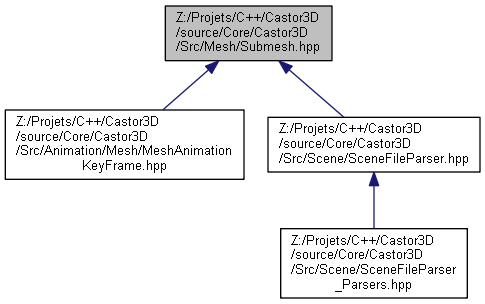 Z:/Projets/C++/Castor3D
/source/Core/Castor3D
/Src/Mesh/Submesh.hpp
Z:/Projets/C++/Castor3D
/source/Core/Castor3D
/Src/Animation/Mesh/MeshAnimation
KeyFrame.hpp
Z:/Projets/C++/Castor3D
/source/Core/Castor3D
/Src/Scene/SceneFileParser.hpp
Z:/Projets/C++/Castor3D
/source/Core/Castor3D
/Src/Scene/SceneFileParser
_Parsers.hpp